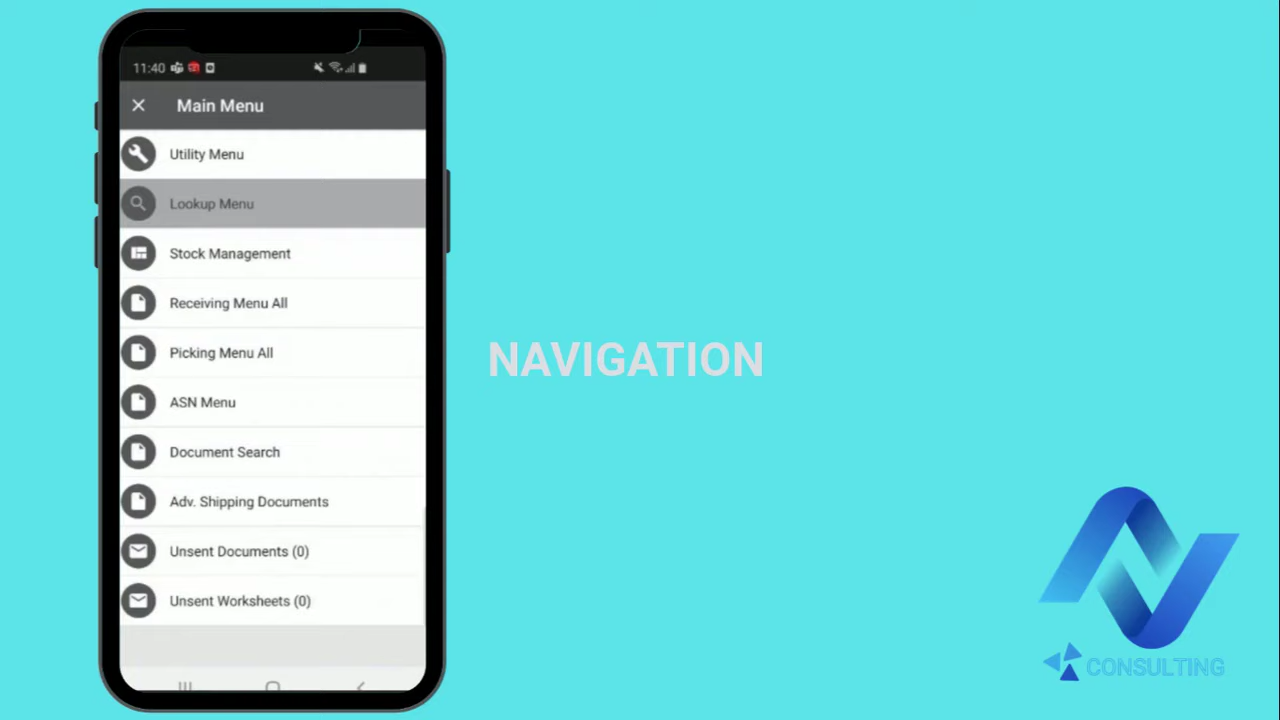 11:40
Main Menu
Utility Menu
Lookup Menu
Stock Management
Receiving Menu All
Picking Menu All
ASN Menu
Document Search
Adv. Shipping Documents
Unsent Documents (0)
Unsent Worksheets (0)
NAVIGATION
CONSULTING